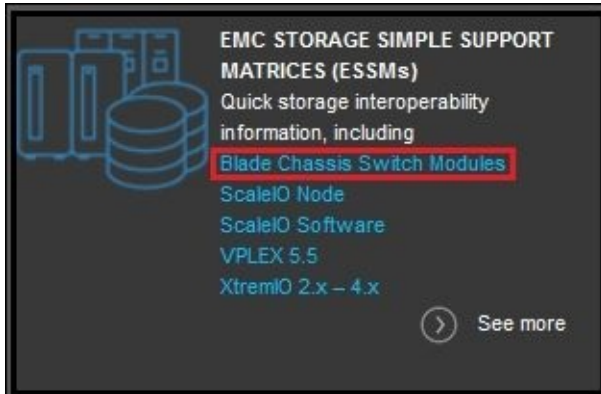 EMC STORAGE SIMPLE SUPPORT
MATRICES (ESSMs)
Quick storage interoperability
information, including
Blade Chassis Switch Modules
ScaleIO Node
ScaleIO Software
VPLEX 5.5
XtremIO 2.x – 4.x
See more